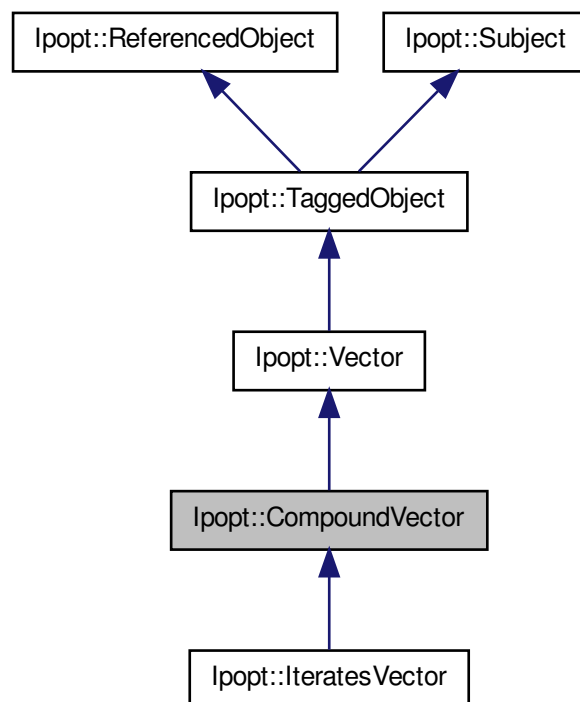 Ipopt::ReferencedObject
Ipopt::Subject
Ipopt::TaggedObject
Ipopt::Vector
Ipopt::CompoundVector
Ipopt::IteratesVector